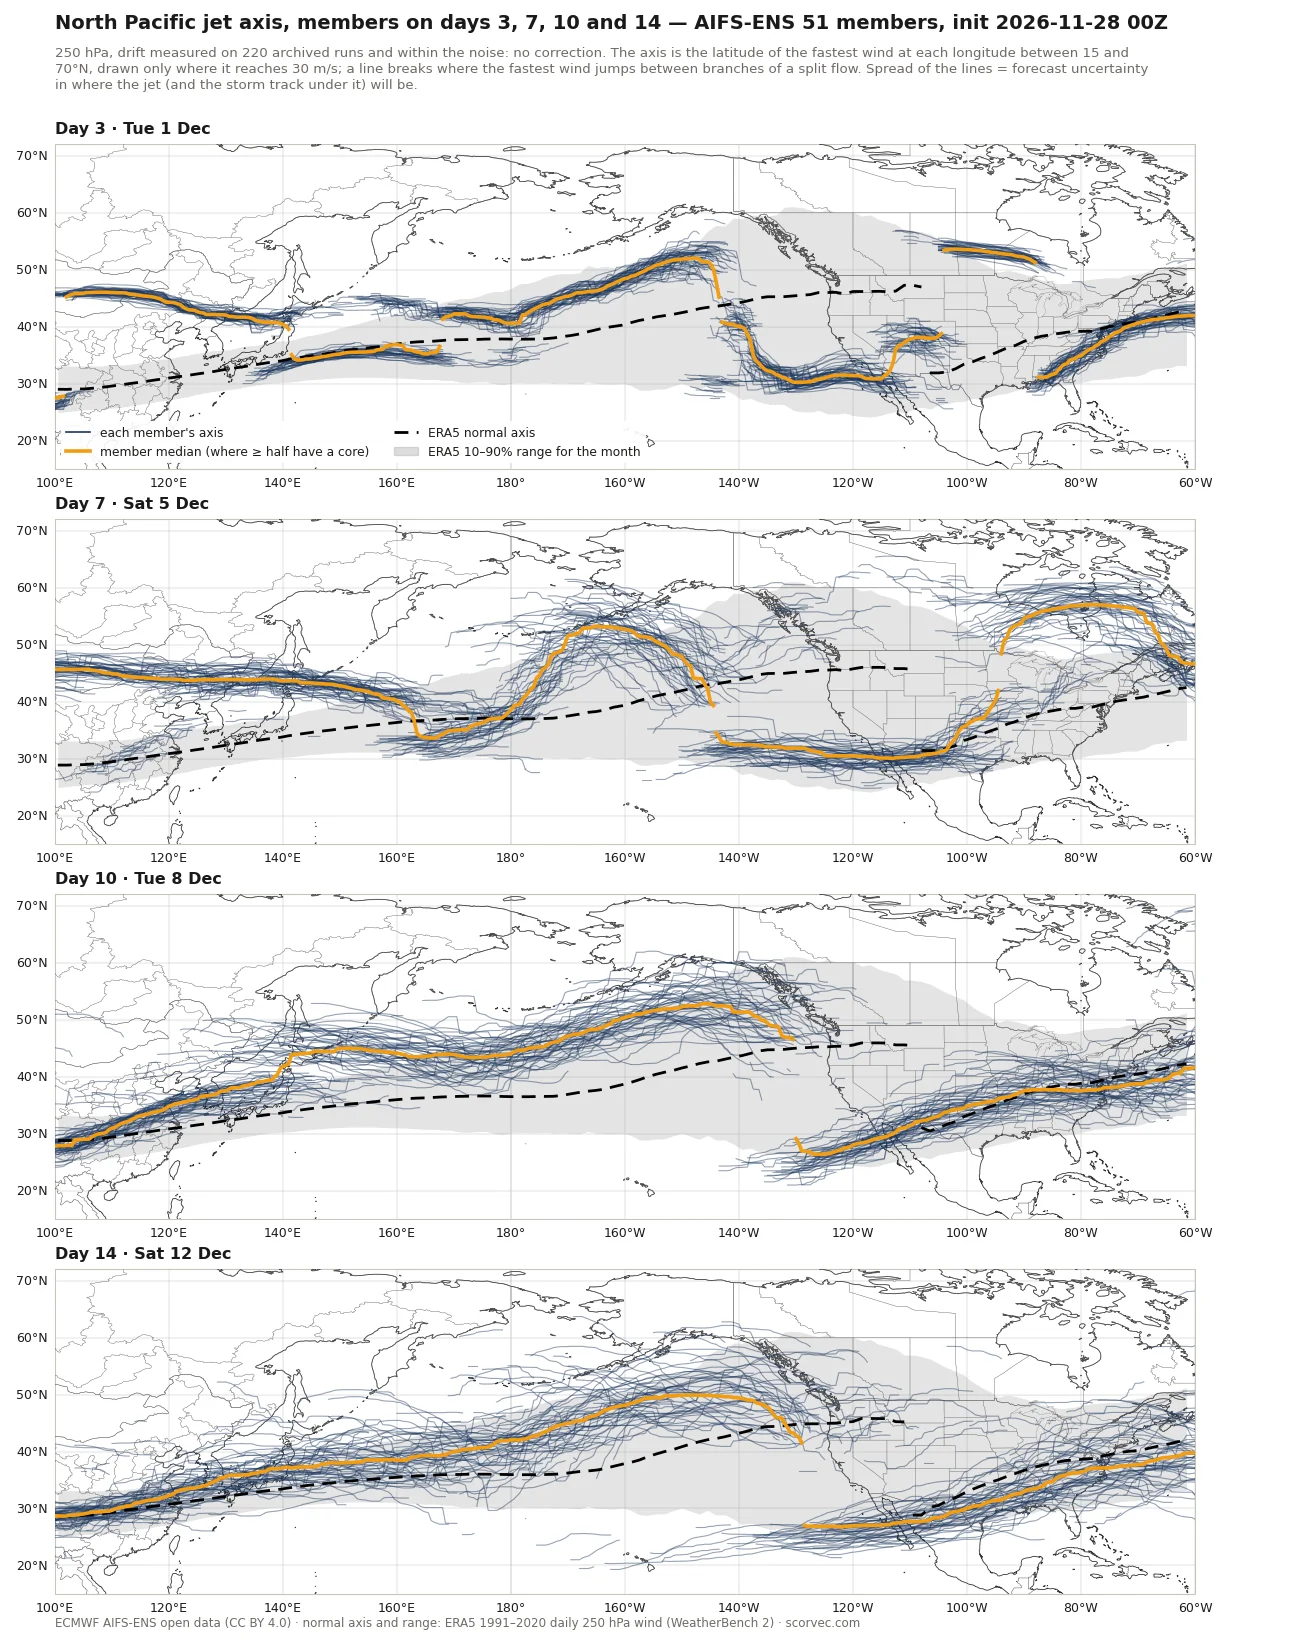 North Pacific jet axis, members on days 3, 7, 10 and 14 — AIFS-ENS 51 members, init 2026-11-28 00Z
250 hPa, drift measured on 220 archived runs and within the noise: no correction. The axis is the latitude of the fastest wind at each longitude between 15 and
70°N, drawn only where it reaches 30 m/s; a line breaks where the fastest wind jumps between branches of a split flow. Spread of the lines = forecast uncertainty
in where the jet (and the storm track under it) will be.
Day 3 · Tue 1 Dec
70°N
60°N
50°N
40°N
30°N
20°N
each member's axis
member median (where ≥ half have a core)
ERA5 normal axis
ERA5 10–90% range for the month
100°E 120°E 140°E 160°E 180° 160°W 140°W 120°W 100°W 80°W 60°W
Day 7 · Sat 5 Dec
70°N
60°N
50°N
40°N
30°N
20°N
100°E 120°E 140°E 160°E 180° 160°W 140°W 120°W 100°W 80°W 60°W
Day 10 · Tue 8 Dec
70°N
60°N
50°N
40°N
30°N
20°N
100°E 120°E 140°E 160°E 180° 160°W 140°W 120°W 100°W 80°W 60°W
Day 14 · Sat 12 Dec
70°N
60°N
50°N
40°N
30°N
20°N
100°E 120°E 140°E 160°E 180° 160°W 140°W 120°W 100°W 80°W 60°W
ECMWF AIFS-ENS open data (CC BY 4.0) · normal axis and range: ERA5 1991–2020 daily 250 hPa wind (WeatherBench 2) · scorvec.com